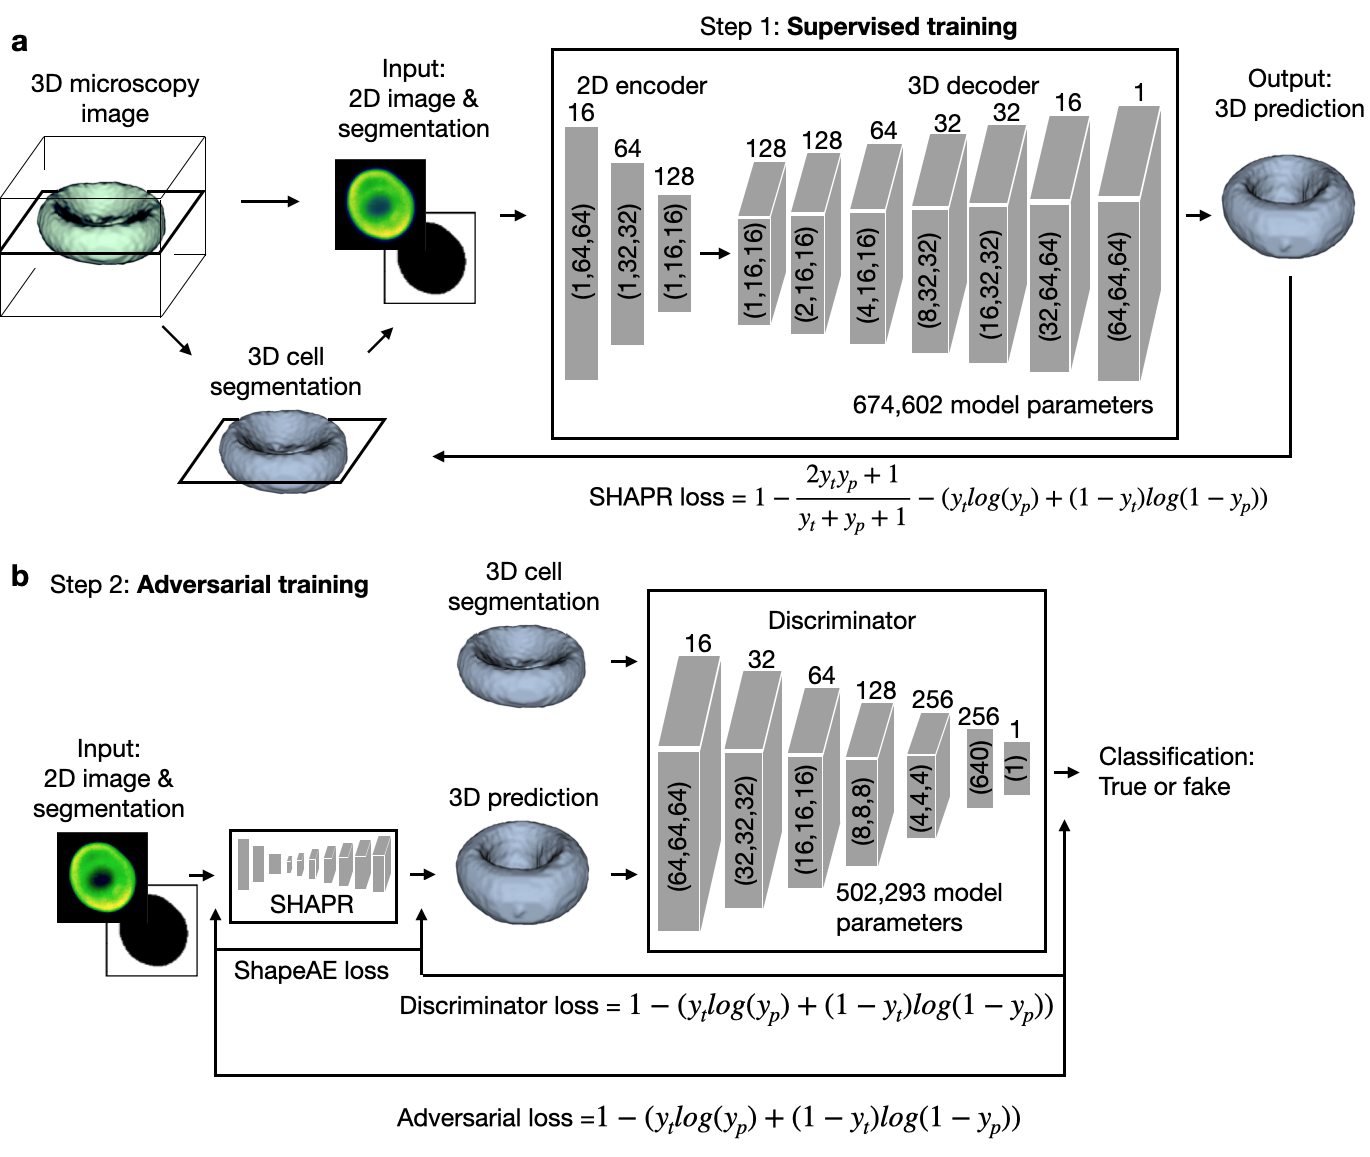 a
Step 1: Supervised training
3D microscopy
image
Input:
2D image &
segmentation
2D encoder
3D decoder
Output:
3D prediction
16
64
128
128
128
64
32
32
16
1
(1,64,64)
(1,32,32)
(1,16,16)
(1,16,16)
(2,16,16)
(4,16,16)
(8,32,32)
(16,32,32)
(32,64,64)
(64,64,64)
674,602 model parameters
3D cell
segmentation
SHAPR loss = 1 − \frac{2y_t y_p + 1}{y_t + y_p + 1} − (y_t log(y_p) + (1 − y_t)log(1 − y_p))
b
Step 2: Adversarial training
3D cell
segmentation
Discriminator
16
32
64
128
256
256
1
(64,64,64)
(32,32,32)
(16,16,16)
(8,8,8)
(4,4,4)
(640)
(1)
502,293 model
parameters
Classification:
True or fake
Input:
2D image &
segmentation
SHAPR
3D prediction
ShapeAE loss
Discriminator loss = 1 − (y_t log(y_p) + (1 − y_t)log(1 − y_p))
Adversarial loss =1 − (y_t log(y_p) + (1 − y_t)log(1 − y_p))